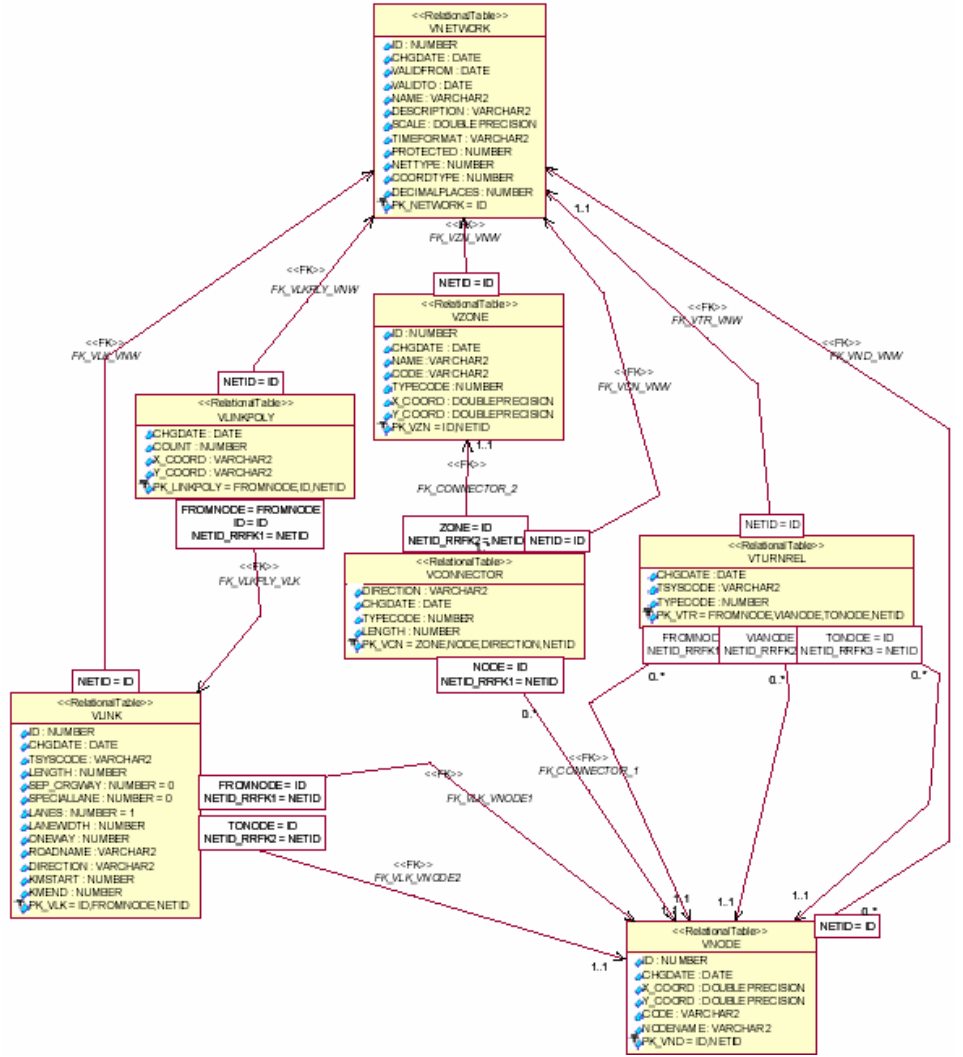 <<RelationalTable>>
VNETWORK
ID : NUMBER
CHGDATE : DATE
VALIDFROM : DATE
VALIDTO : DATE
NAME : VARCHAR2
DESCRIPTION : VARCHAR2
SCALE : DOUBLE PRECISION
TIMEFORMAT : VARCHAR2
PROTECTED : NUMBER
NETTYPE : NUMBER
COORDTYPE : NUMBER
DECIMALPLACES : NUMBER
PK_NETWORK = ID
1..1
<<FK>>
FK_VZN_VNW
<<FK>>
FK_VLKPLY_VNW
NETID = ID
<<FK>>
FK_VTR_VNW
<<FK>>
FK_VLK_VNW
<<FK>>
FK_VND_VNW
<<FK>>
FK_VCN_VNW
<<RelationalTable>>
VZONE
ID : NUMBER
CHGDATE : DATE
NAME : VARCHAR2
CODE : VARCHAR2
TYPECODE : NUMBER
X_COORD : DOUBLE PRECISION
Y_COORD : DOUBLE PRECISION
PK_VZN = ID,NETID
1..1
<<FK>>
FK_CONNECTOR_2
NETID = ID
<<RelationalTable>>
VLINKPOLY
CHGDATE : DATE
COUNT : NUMBER
X_COORD : VARCHAR2
Y_COORD : VARCHAR2
PK_LINKPOLY = FROMNODE,ID,NETID
FROMNODE = FROMNODE
ID = ID
NETID_RRFK1 = NETID
<<FK>>
FK_VLKPLY_VLK
ZONE = ID
NETID_RRFK2 = NETID
NETID = ID
<<RelationalTable>>
VCONNECTOR
DIRECTION : VARCHAR2
CHGDATE : DATE
TYPECODE : NUMBER
LENGTH : NUMBER
PK_VCN = ZONE,NODE,DIRECTION,NETID
NODE = ID
NETID_RRFK1 = NETID
0..*
NETID = ID
<<RelationalTable>>
VTURNREL
CHGDATE : DATE
TSYSCODE : VARCHAR2
TYPECODE : NUMBER
PK_VTR = FROMNODE,VIANODE,TONODE,NETID
FROMNOD
NETID_RRFK1
VIANODE
NETID_RRFK2
TONODE = ID
NETID_RRFK3 = NETID
0..*
0..*
0..*
NETID = ID
<<RelationalTable>>
VLINK
ID : NUMBER
CHGDATE : DATE
TSYSCODE : VARCHAR2
LENGTH : NUMBER
SEP_CRGWAY : NUMBER = 0
SPECIALLANE : NUMBER = 0
LANES : NUMBER = 1
LANEWIDTH : NUMBER
ONEWAY : NUMBER
ROADNAME : VARCHAR2
DIRECTION : VARCHAR2
KMSTART : NUMBER
KMEND : NUMBER
PK_VLK = ID,FROMNODE,NETID
FROMNODE = ID
NETID_RRFK1 = NETID
TONODE = ID
NETID_RRFK2 = NETID
<<FK>>
FK_CONNECTOR_1
<<FK>>
FK_VLK_VNODE1
<<FK>>
FK_VLK_VNODE2
1..1
1..1
1..1
1..1
1..1
0..*
NETID = ID
<<RelationalTable>>
VNODE
ID : NUMBER
CHGDATE : DATE
X_COORD : DOUBLE PRECISION
Y_COORD : DOUBLE PRECISION
CODE : VARCHAR2
NODENAME : VARCHAR2
PK_VND = ID,NETID